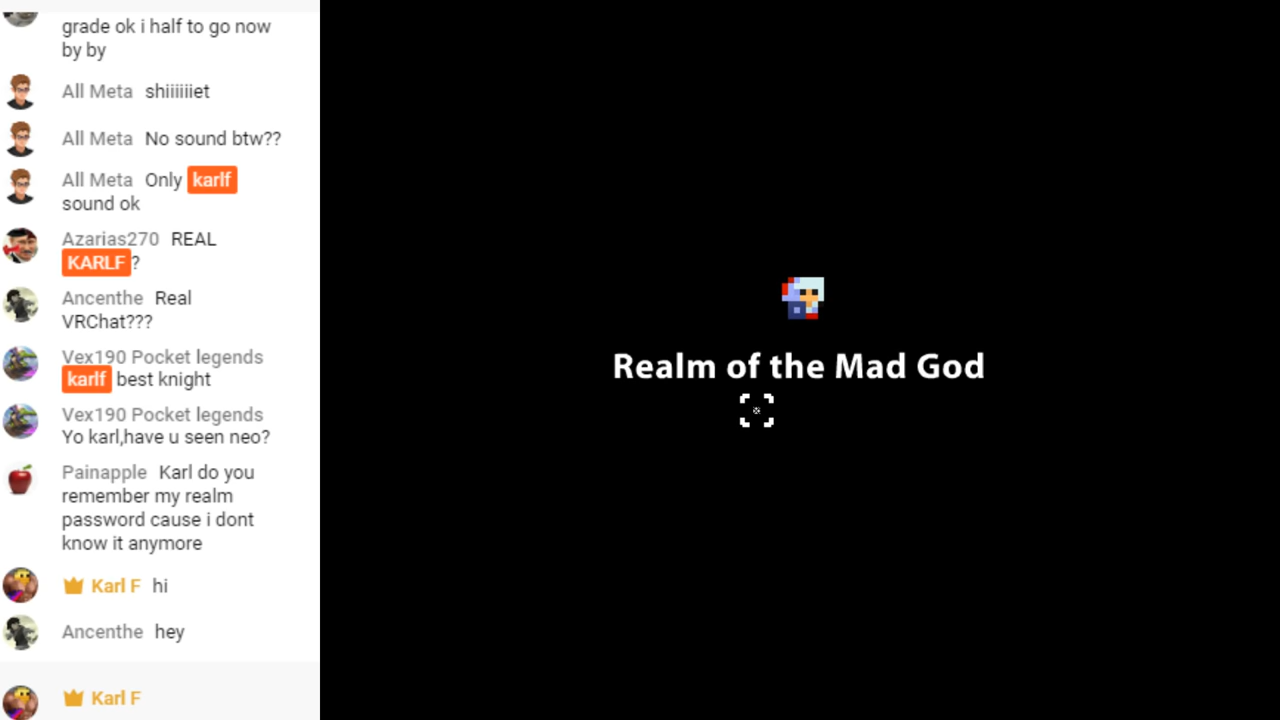 grade ok i half to go now
by by
All Meta shiiiiiiet
All Meta No sound btw??
All Meta Only karlf
sound ok
Azarias270 REAL
KARLF?
Ancenthe Real
VRChat???
Vex190 Pocket legends
karlf best knight
Vex190 Pocket legends
Yo karl,have u seen neo?
Painapple Karl do you
remember my realm
password cause i dont
know it anymore
Karl F hi
Ancenthe hey
Karl F
Realm of the Mad God